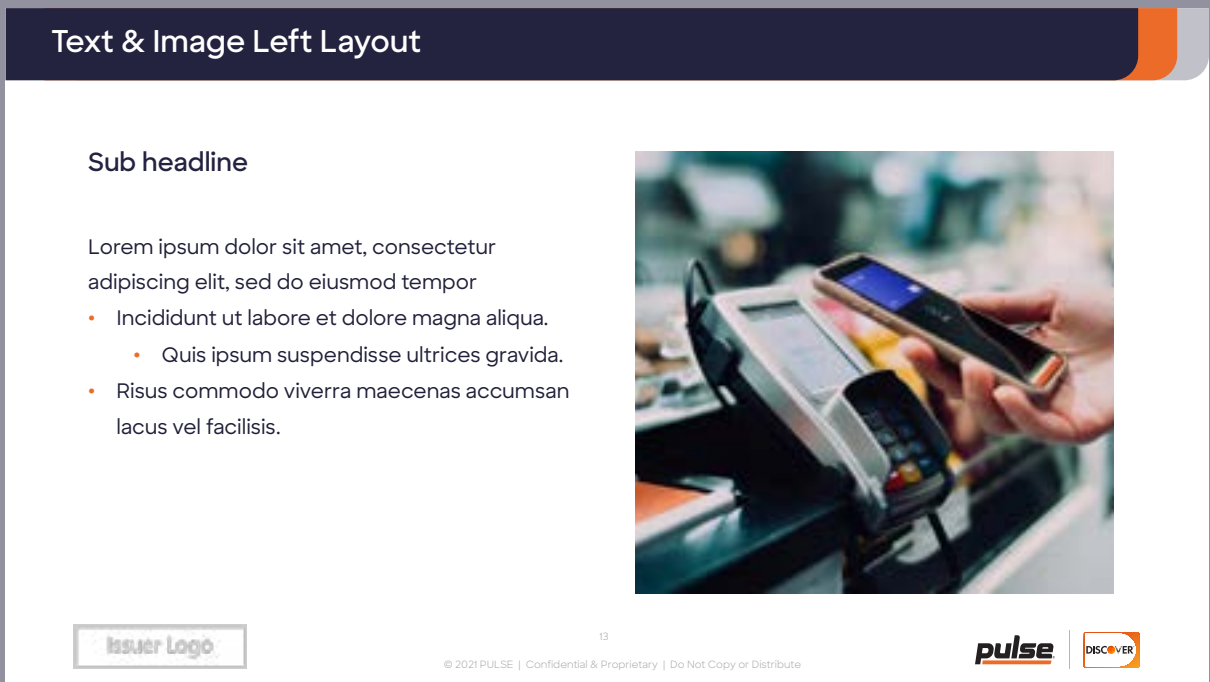 Text & Image Left Layout
Sub headline
Lorem ipsum dolor sit amet, consectetur
adipiscing elit, sed do eiusmod tempor
• Incididunt ut labore et dolore magna aliqua.
• Quis ipsum suspendisse ultrices gravida.
• Risus commodo viverra maecenas accumsan
lacus vel facilisis.
Issuer Logo
13
© 2021 PULSE | Confidential & Proprietary | Do Not Copy or Distribute
pulse
DISCOVER